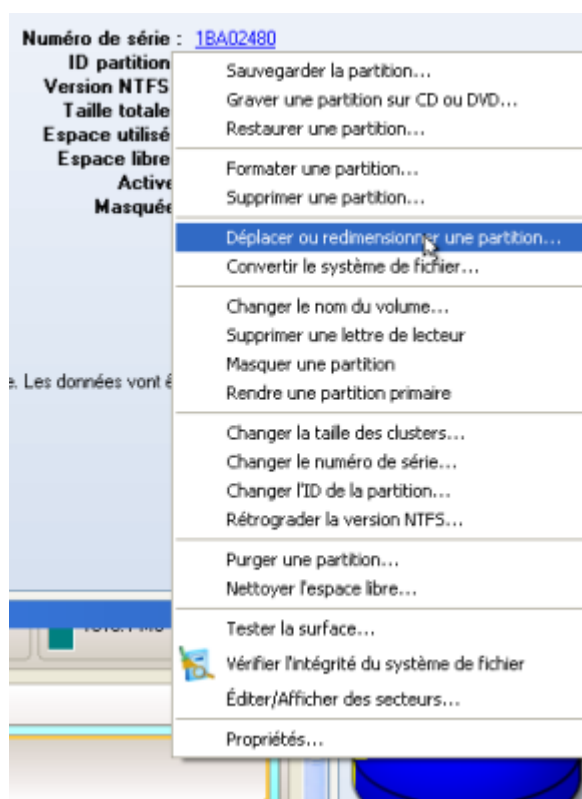 Numéro de série : 1BA02480
ID partition
Version NTFS
Taille totale
Espace utilisé
Espace libre
Active
Masquée
Sauvegarder la partition...
Graver une partition sur CD ou DVD...
Restaurer une partition...
Formater une partition...
Supprimer une partition...
Déplacer ou redimensionner une partition...
Convertir le système de fichier...
Changer le nom du volume...
Supprimer une lettre de lecteur
Masquer une partition
Rendre une partition primaire
. Les données vont
Changer la taille des clusters...
Changer le numéro de série...
Changer l'ID de la partition...
Rétrograder la version NTFS...
Purger une partition...
Nettoyer l'espace libre...
Tester la surface...
Vérifier l'intégrité du système de fichier
Éditer/Afficher des secteurs...
Propriétés...